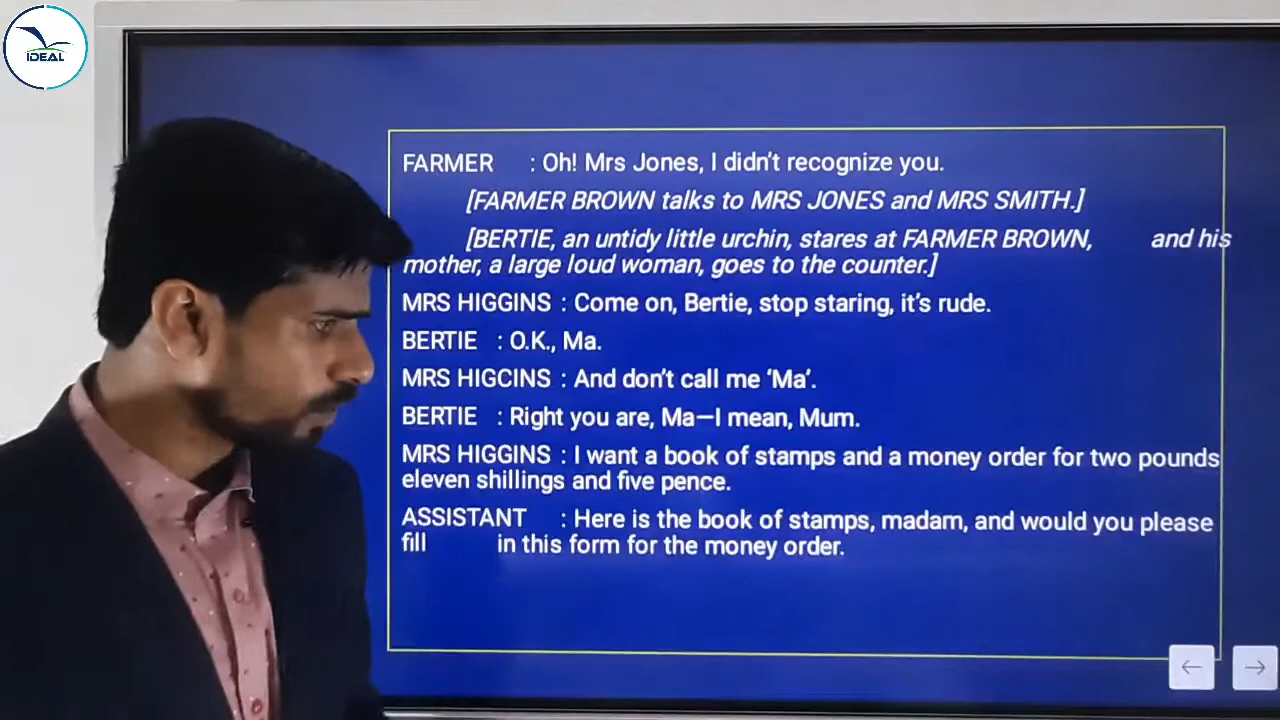 iDEAL
FARMER : Oh! Mrs Jones, I didn't recognize you.
[FARMER BROWN talks to MRS JONES and MRS SMITH.]
[BERTIE, an untidy little urchin, stares at FARMER BROWN, and his
mother, a large loud woman, goes to the counter.]
MRS HIGGINS : Come on, Bertie, stop staring, it's rude.
BERTIE : O.K., Ma.
MRS HIGCINS : And don't call me ‘Ma’.
BERTIE : Right you are, Ma—I mean, Mum.
MRS HIGGINS : I want a book of stamps and a money order for two pounds
eleven shillings and five pence.
ASSISTANT : Here is the book of stamps, madam, and would you please
fill in this form for the money order.